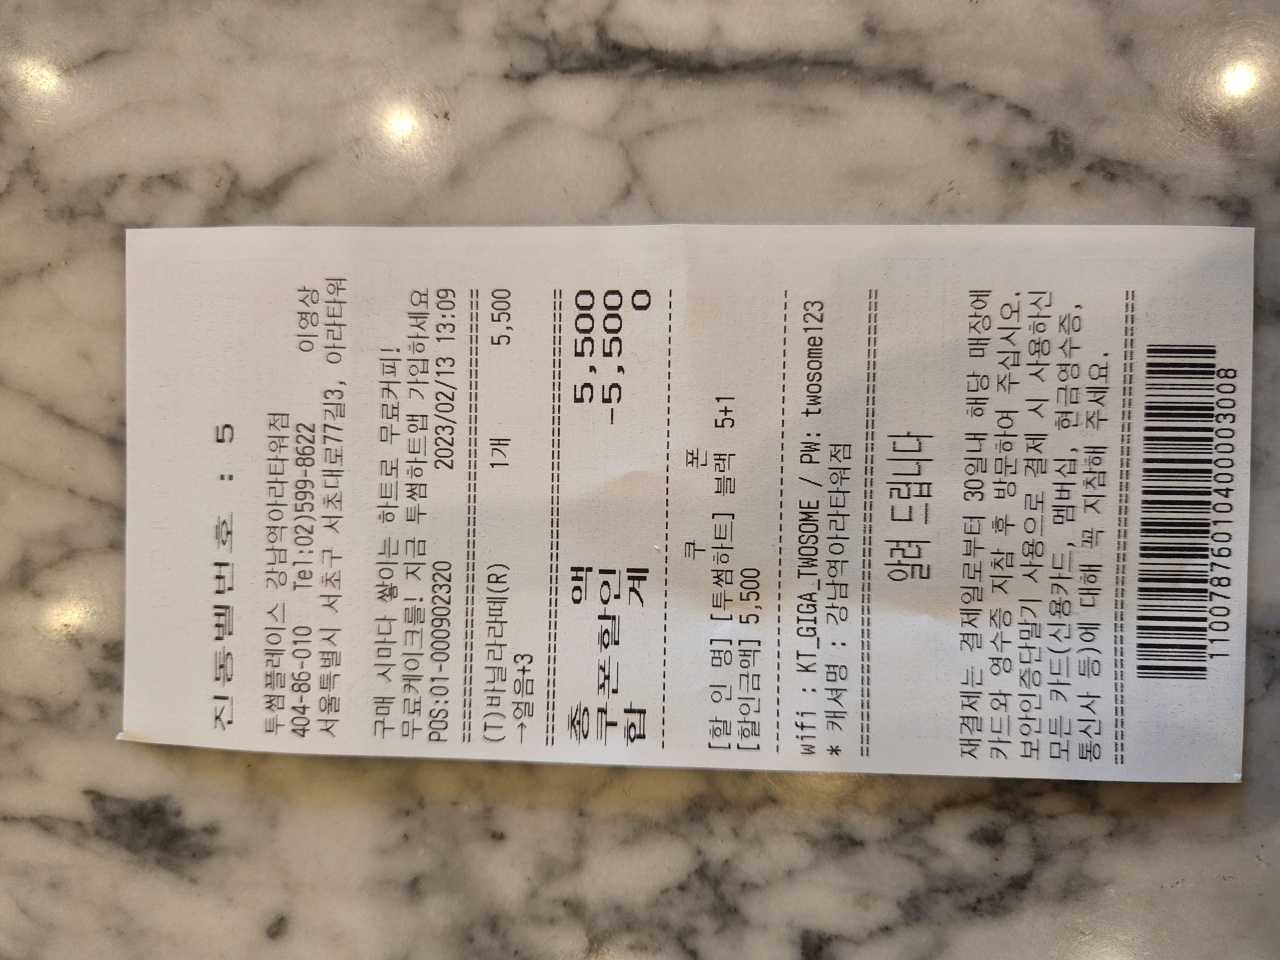 진동벨번호 : 5
투썸플레이스 강남역아라타워점
404-86-010 Tel:02)599-8622 이영상
서울특별시 서초구 서초대로77길3, 아라타워
구매 시마다 쌓이는 하트로 무료커피!
무료케이크를! 지금 투썸하트앱 가입하세요
POS:01-000902320 2023/02/13 13:09
(T)바닐라라떼(R) 1개 5,500
→얼음+3
총 액 5,500
쿠폰할인 -5,500
합 계 0
쿠 폰
[할 인 명] [투썸하트] 블랙 5+1
[할인금액] 5,500
wifi : KT_GIGA_TWOSOME / PW: twosome123
* 캐셔명 : 강남역아라타워점
알려 드립니다
재결제는 결제일로부터 30일내 해당 매장에
카드와 영수증 지참 후 방문하여 주십시오.
보안인증단말기 사용으로 결제 시 사용하신
모든 카드(신용카드, 멤버십, 현금영수증,
통신사 등)에 대해 꼭 지참해 주세요.
11007876010400003008